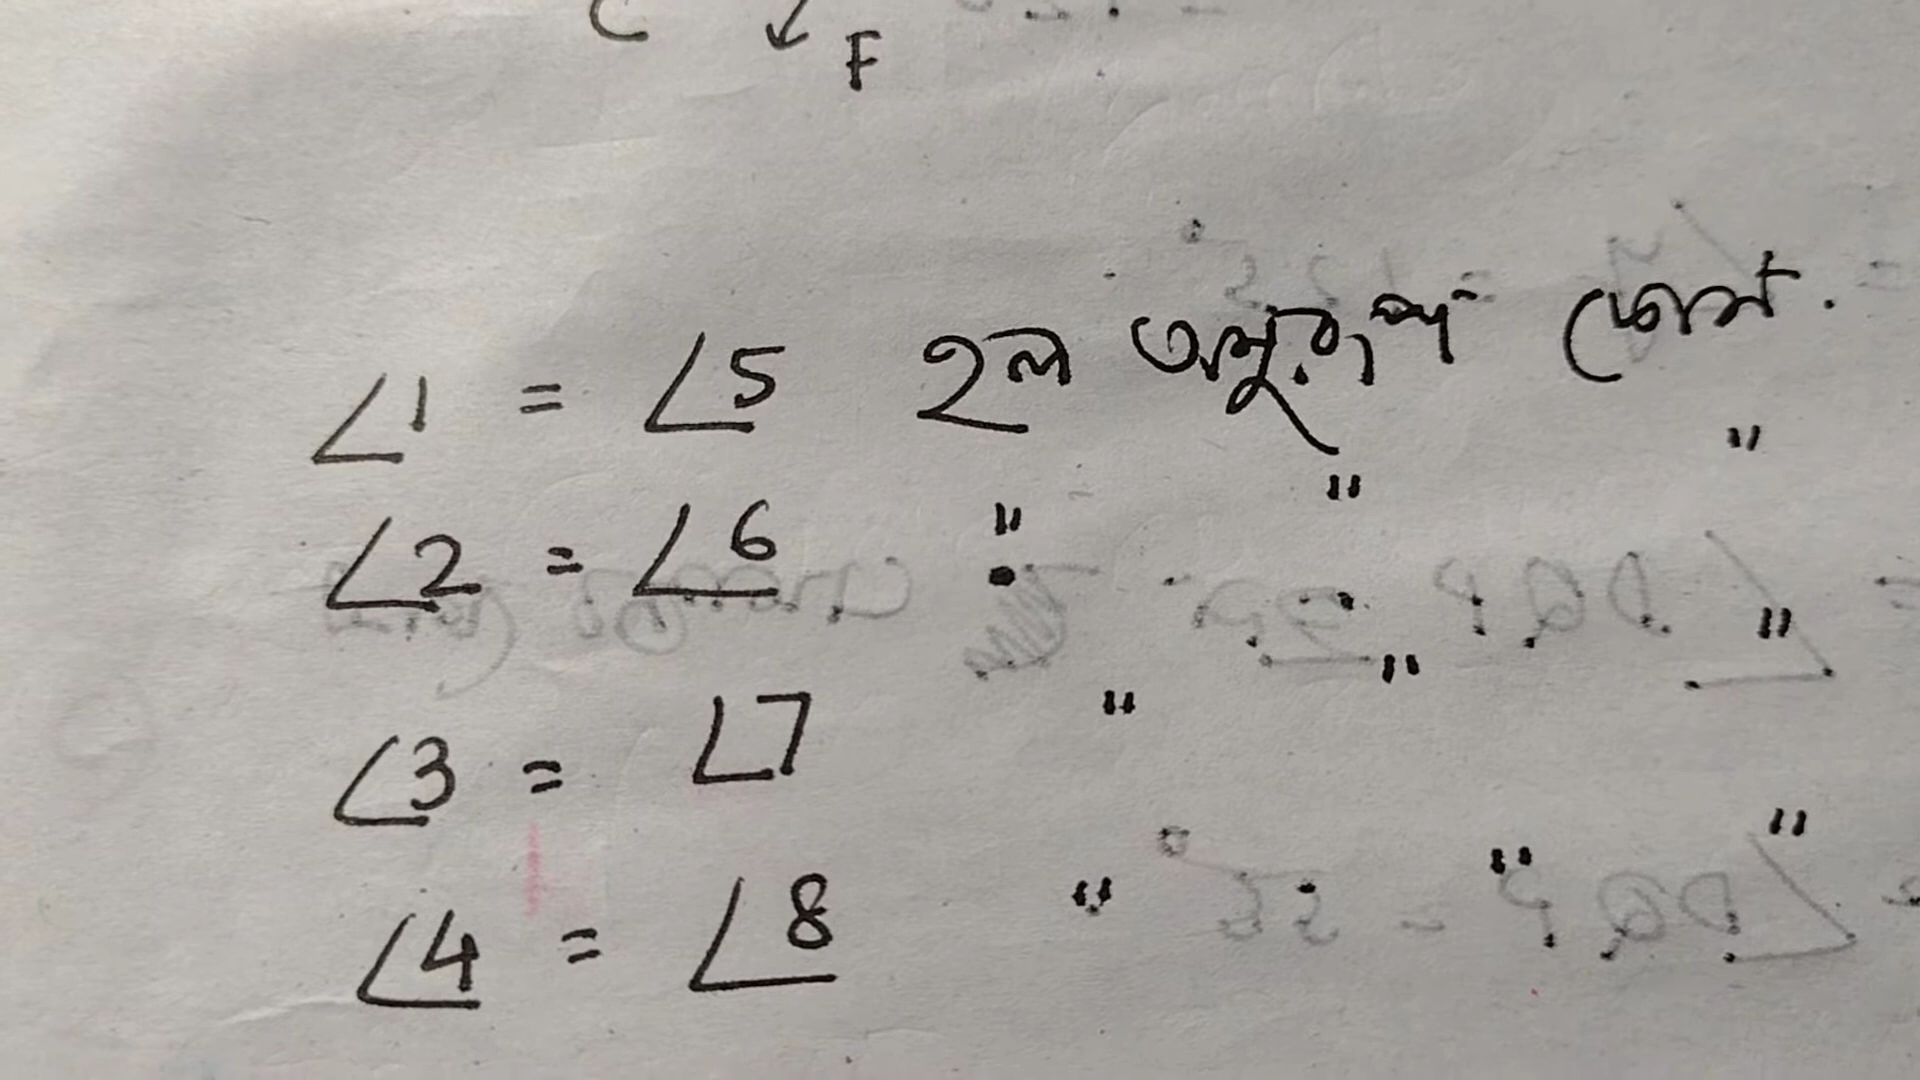 F
∠1 = ∠5 হল অনুরূপ কোণ.
∠2 = ∠6 " " "
∠3 = ∠7 " " "
∠4 = ∠8 " " "